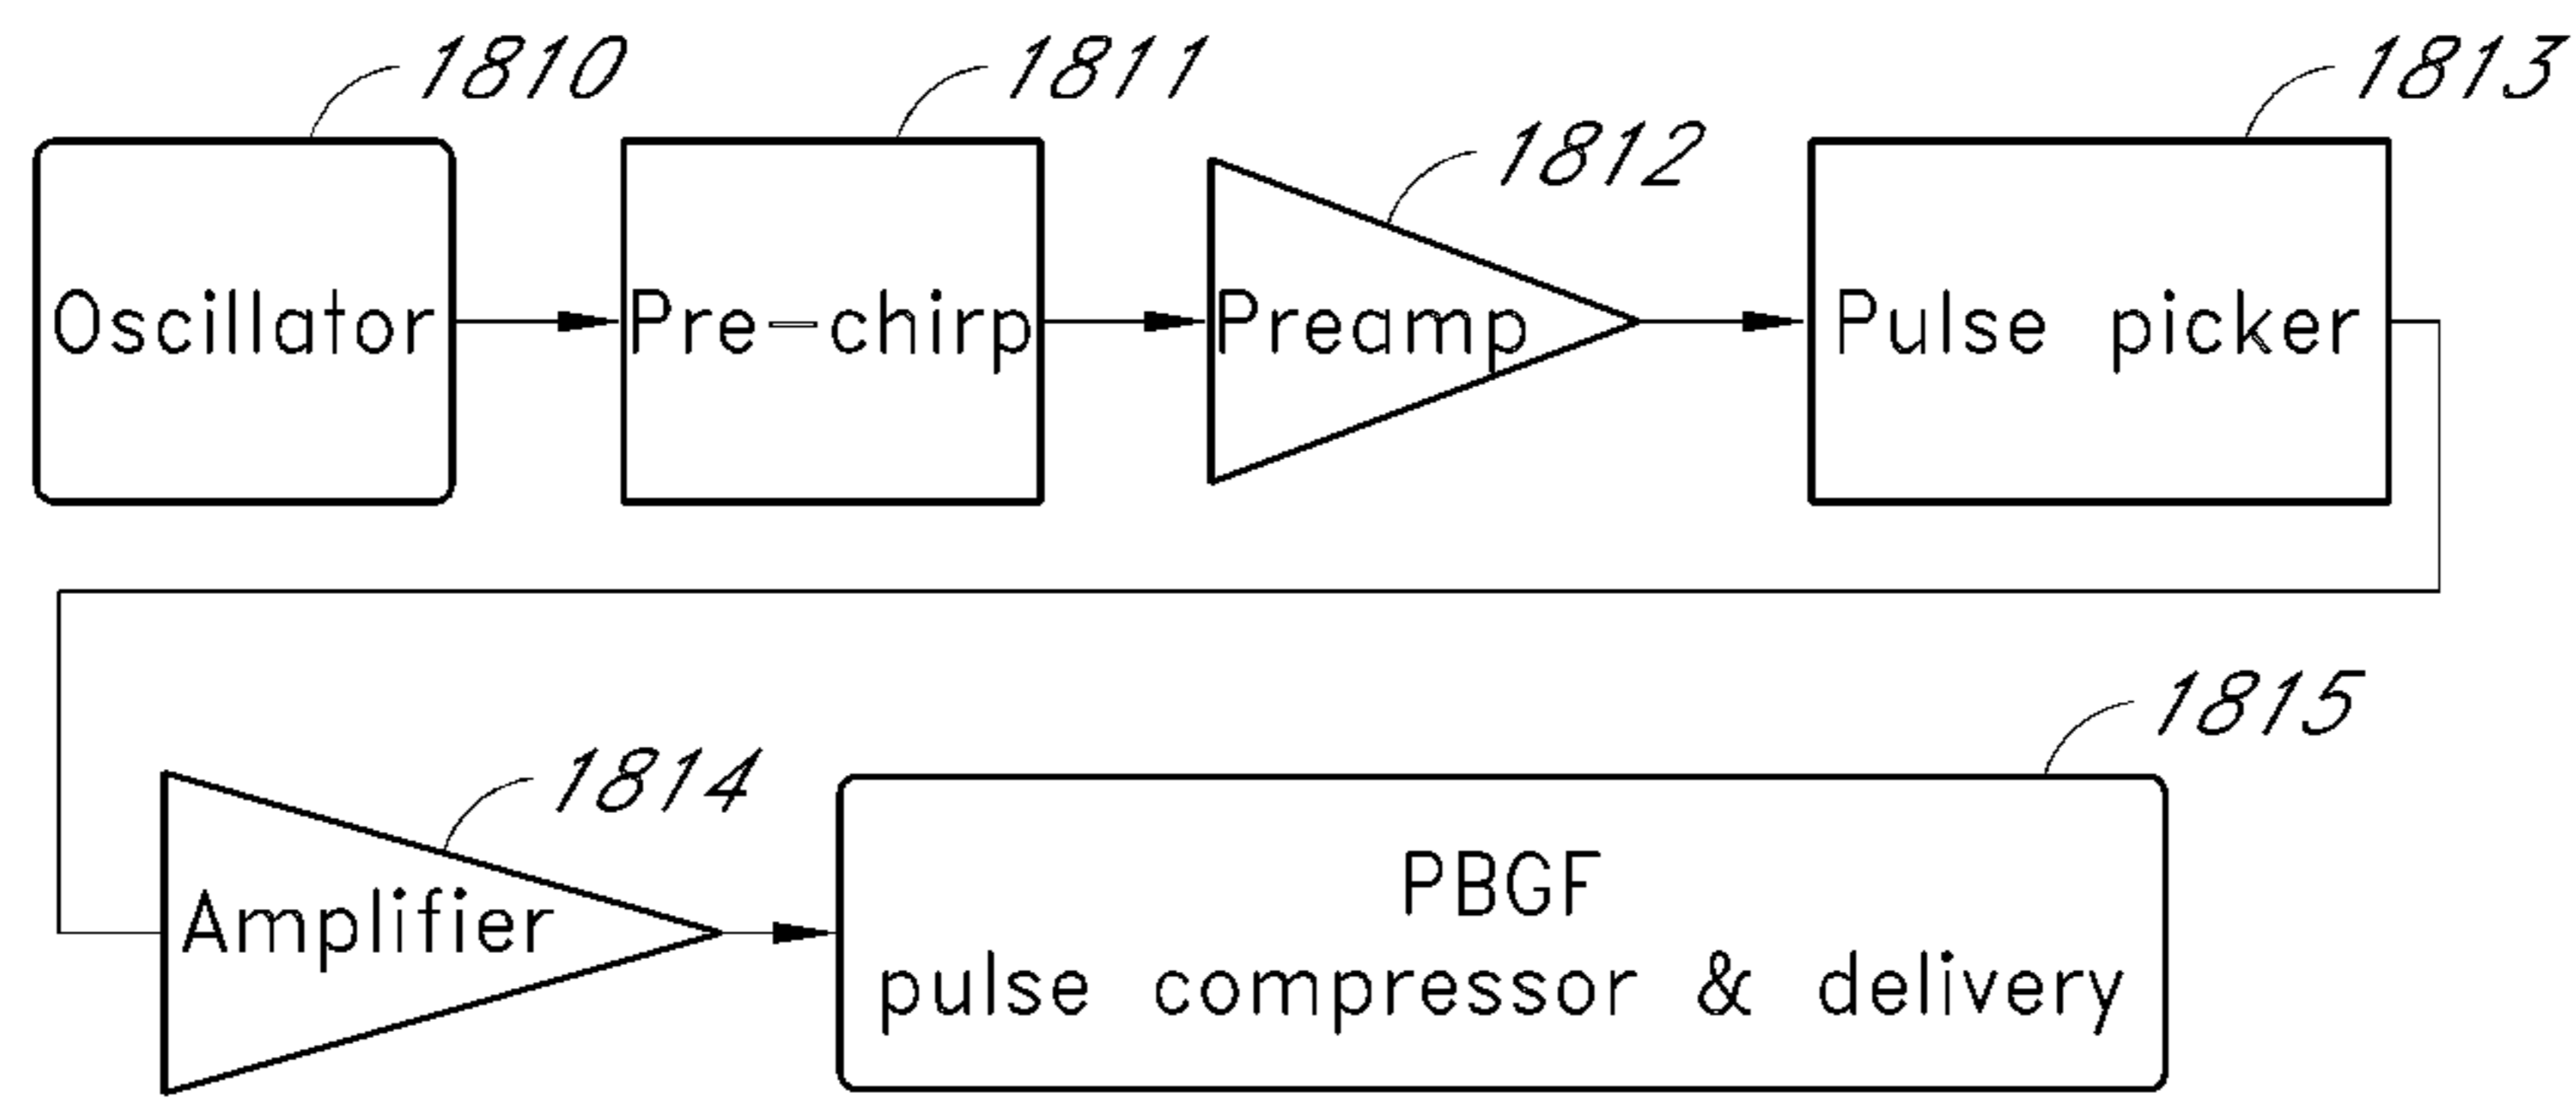 1810
1811
1812
1813
Oscillator
Pre-chirp
Preamp
Pulse picker
1814
1815
Amplifier
PBGF
pulse compressor & delivery